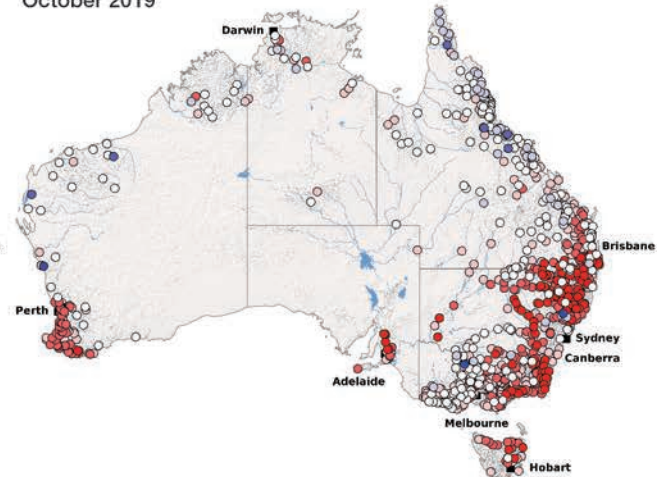 October 2019
Darwin
Brisbane
Perth
Sydney
Canberra
Adelaide
Melbourne
Hobart